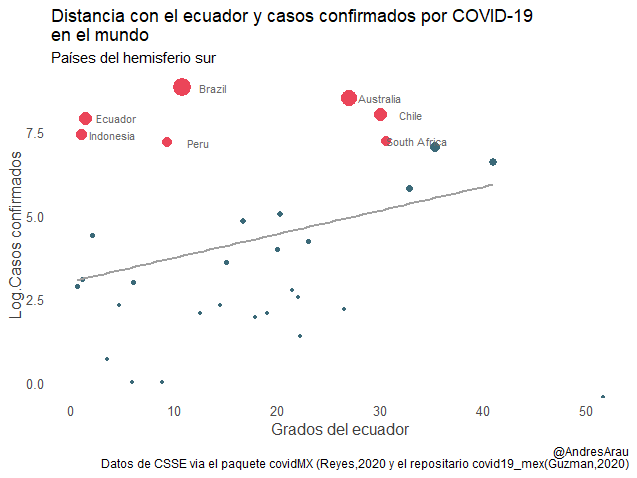 Distancia con el ecuador y casos confirmados por COVID-19
en el mundo
Países del hemisferio sur
Brazil
Australia
Ecuador
Chile
Indonesia
Peru
South Africa
7.5
5.0
2.5
0.0
Log.Casos confirmados
0 10 20 30 40 50
Grados del ecuador
@AndresArau
Datos de CSSE via el paquete covidMX (Reyes,2020 y el repositario covid19_mex(Guzman,2020)